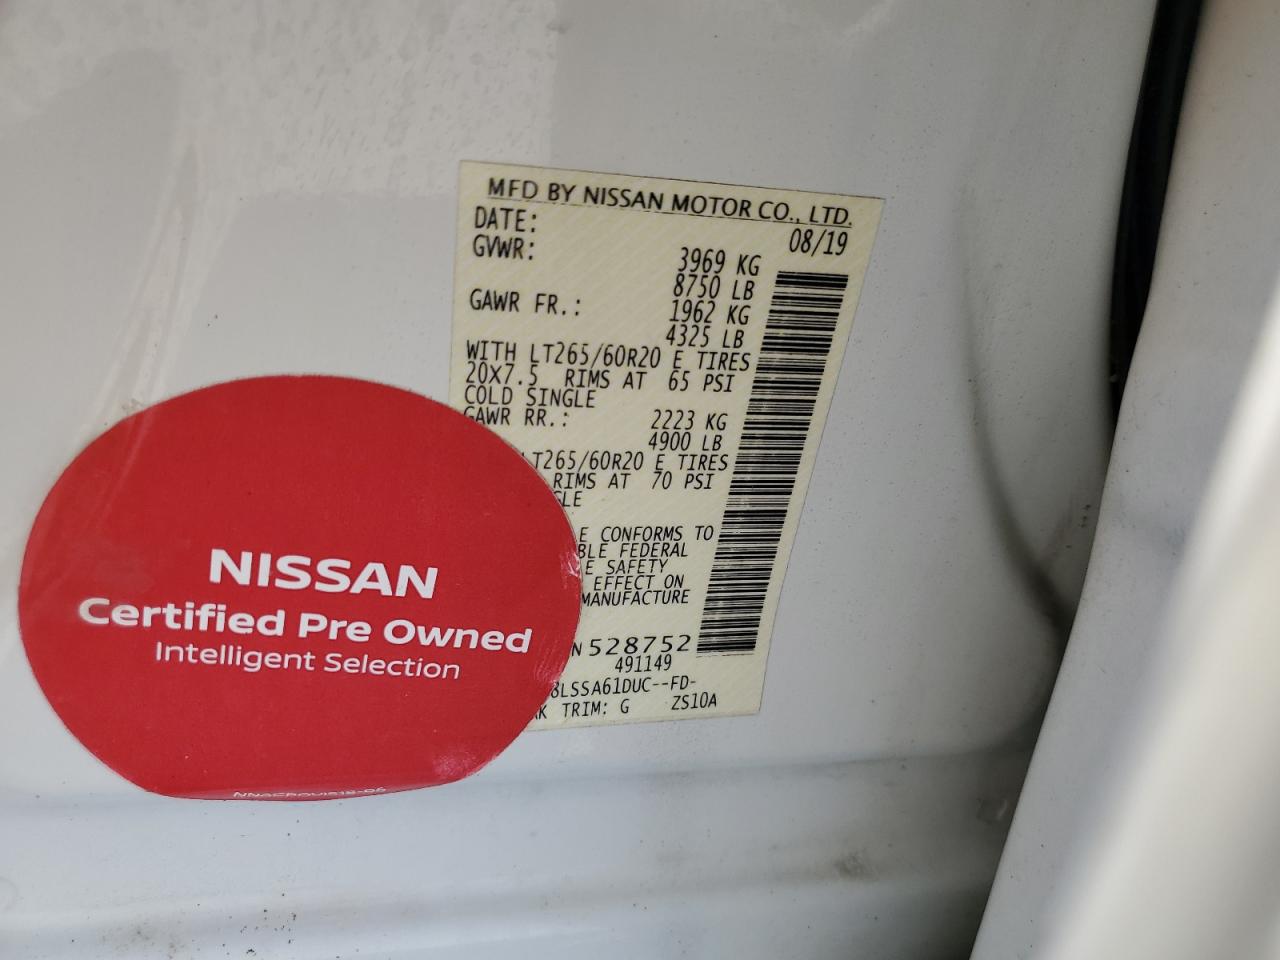 MFD BY NISSAN MOTOR CO., LTD.
DATE: 08/19
GVWR: 3969 KG
8750 LB
GAWR FR.: 1962 KG
4325 LB
WITH LT265/60R20 E TIRES
20X7.5 RIMS AT 65 PSI
COLD SINGLE
GAWR RR.: 2223 KG
4900 LB
LT265/60R20 E TIRES
RIMS AT 70 PSI
GLE
E CONFORMS TO
BLE FEDERAL
E SAFETY
EFFECT ON
MANUFACTURE
N528752
491149
8LSSA61DUC--FD-
K TRIM: G ZS10A
NISSAN
Certified Pre Owned
Intelligent Selection